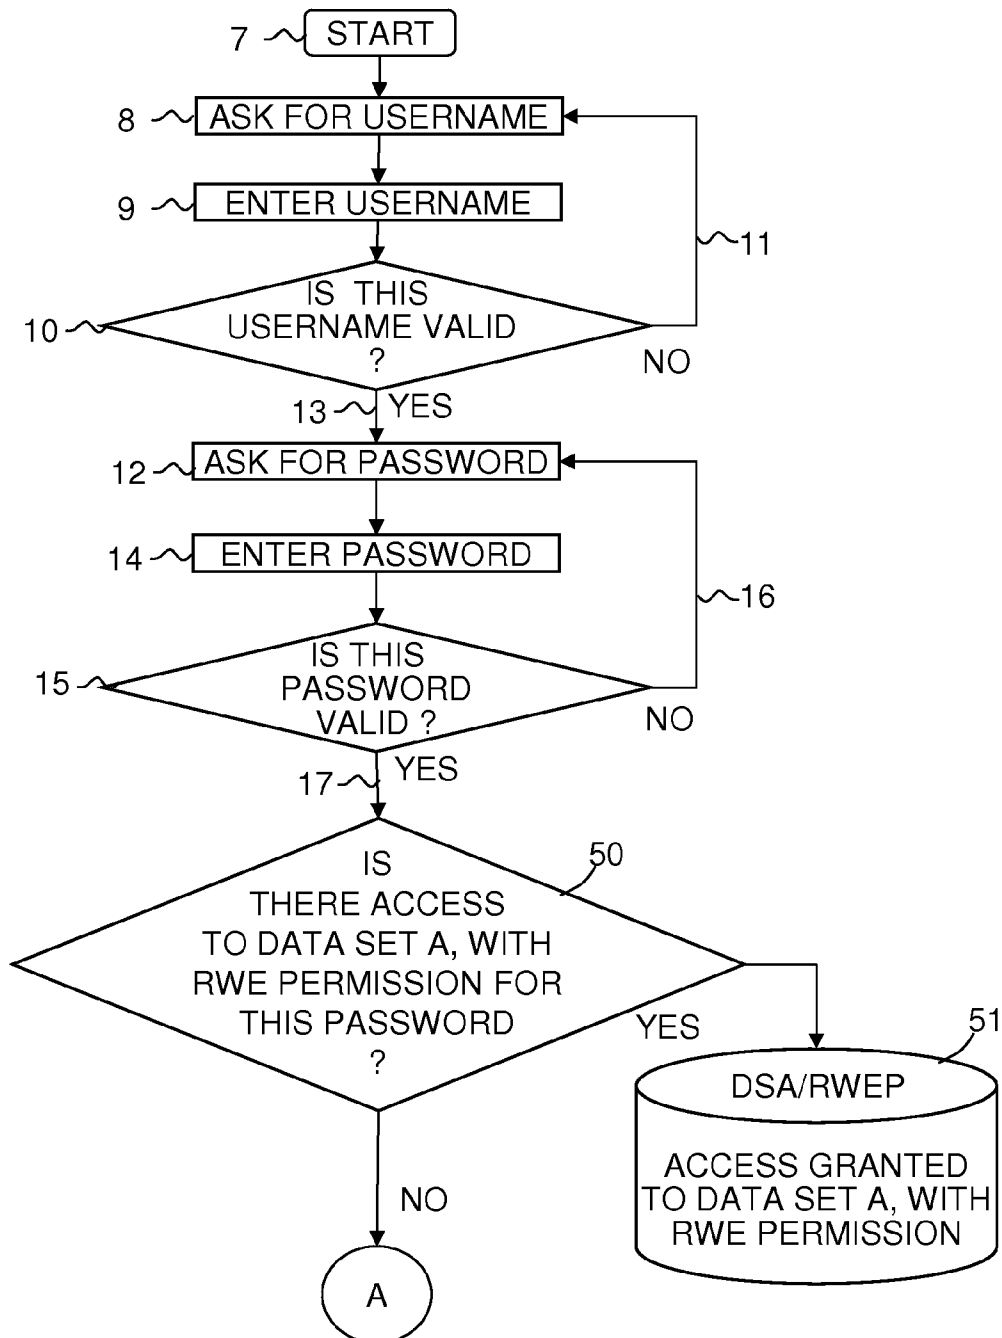 7
START
8
ASK FOR USERNAME
9
ENTER USERNAME
11
10
IS THIS
USERNAME VALID
?
NO
13
YES
12
ASK FOR PASSWORD
14
ENTER PASSWORD
16
15
IS THIS
PASSWORD
VALID ?
NO
17
YES
50
IS
THERE ACCESS
TO DATA SET A, WITH
RWE PERMISSION FOR
THIS PASSWORD
?
YES
51
DSA/RWEP
ACCESS GRANTED
TO DATA SET A, WITH
RWE PERMISSION
NO
A